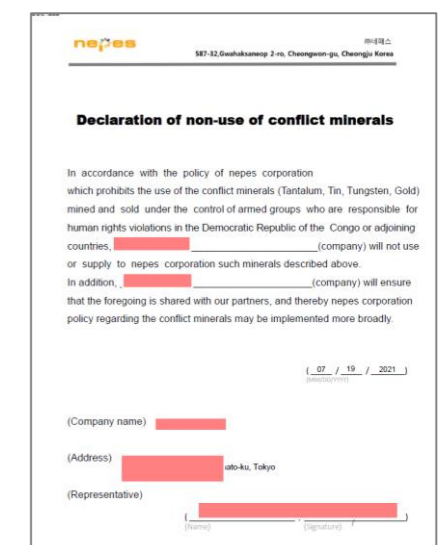 nepes
㈜네패스
587-32,Gwahaksaneop 2-ro, Cheongwon-gu, Cheongju Korea
Declaration of non-use of conflict minerals
In accordance with the policy of nepes corporation
which prohibits the use of the conflict minerals (Tantalum, Tin, Tungsten, Gold)
mined and sold under the control of armed groups who are responsible for
human rights violations in the Democratic Republic of the Congo or adjoining
countries, (company) will not use
or supply to nepes corporation such minerals described above.
In addition, (company) will ensure
that the foregoing is shared with our partners, and thereby nepes corporation
policy regarding the conflict minerals may be implemented more broadly.
( 07 / 19 / 2021 )
(MM/DD/YYYY)
(Company name)
(Address)
ato-ku, Tokyo
(Representative)
( , )
(Name) (Signature)